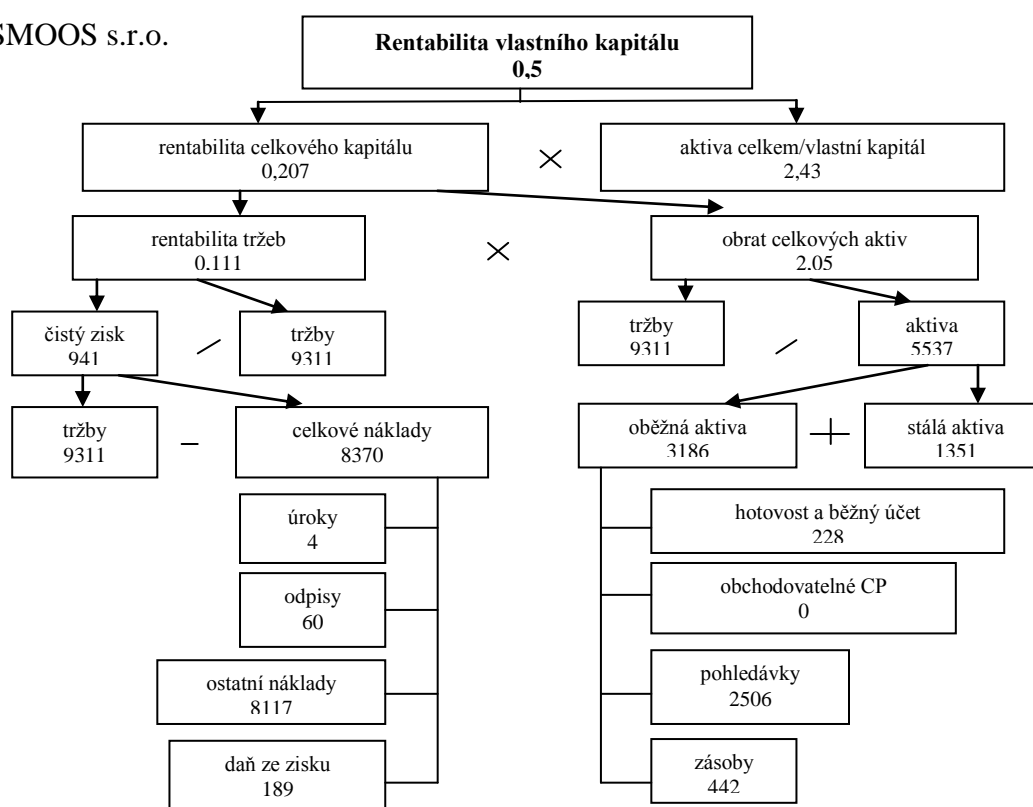 SMOOS s.r.o.
Rentabilita vlastního kapitálu
0,5
rentabilita celkového kapitálu
0,207
×
aktiva celkem/vlastní kapitál
2,43
rentabilita tržeb
0,111
×
obrat celkových aktiv
2,05
čistý zisk
941
/
tržby
9311
tržby
9311
/
aktiva
5537
tržby
9311
–
celkové náklady
8370
oběžná aktiva
3186
+
stálá aktiva
1351
úroky
4
hotovost a běžný účet
228
odpisy
60
obchodovatelné CP
0
ostatní náklady
8117
pohledávky
2506
daň ze zisku
189
zásoby
442